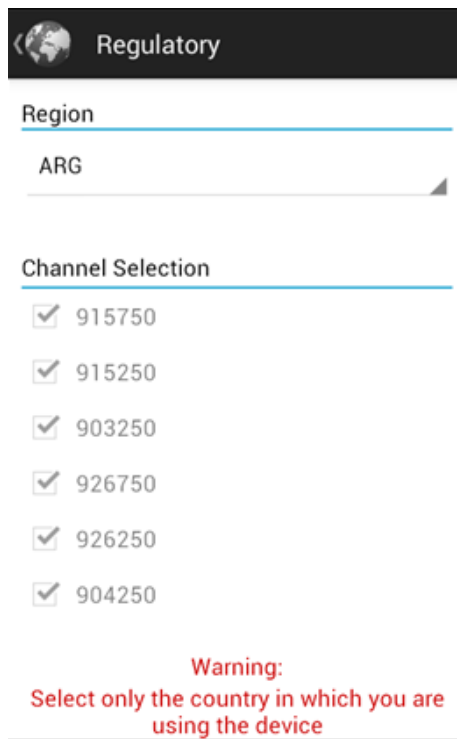 Regulatory
Region
ARG
Channel Selection
915750
915250
903250
926750
926250
904250
Warning:
Select only the country in which you are
using the device